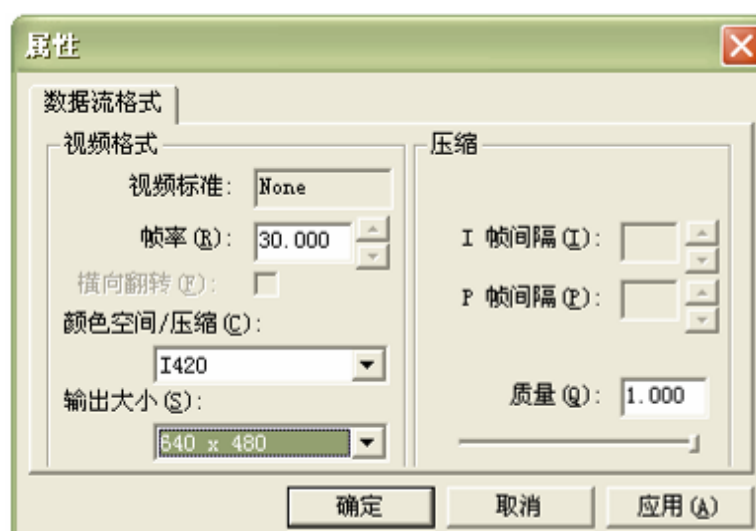 属性
数据流格式
视频格式
视频标准: None
帧率(R): 30.000
横向翻转(F):
颜色空间/压缩(C):
I420
输出大小(S):
640 x 480
压缩
I 帧间隔(I):
P 帧间隔(P):
质量(Q): 1.000
确定 取消 应用(A)